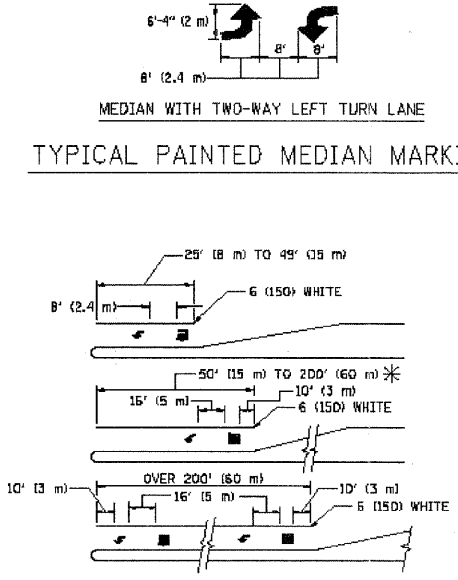 6'-4" (2 m)
8' 8'
8' (2.4 m)
MEDIAN WITH TWO-WAY LEFT TURN LANE
TYPICAL PAINTED MEDIAN MARKI
25' (8 m) TO 49' (15 m)
8' (2.4 m)
6 (150) WHITE
50' (15 m) TO 200' (60 m) *
16' (5 m)
10' (3 m)
6 (150) WHITE
OVER 200' (60 m)
10' (3 m)
16' (5 m)
10' (3 m)
6 (150) WHITE